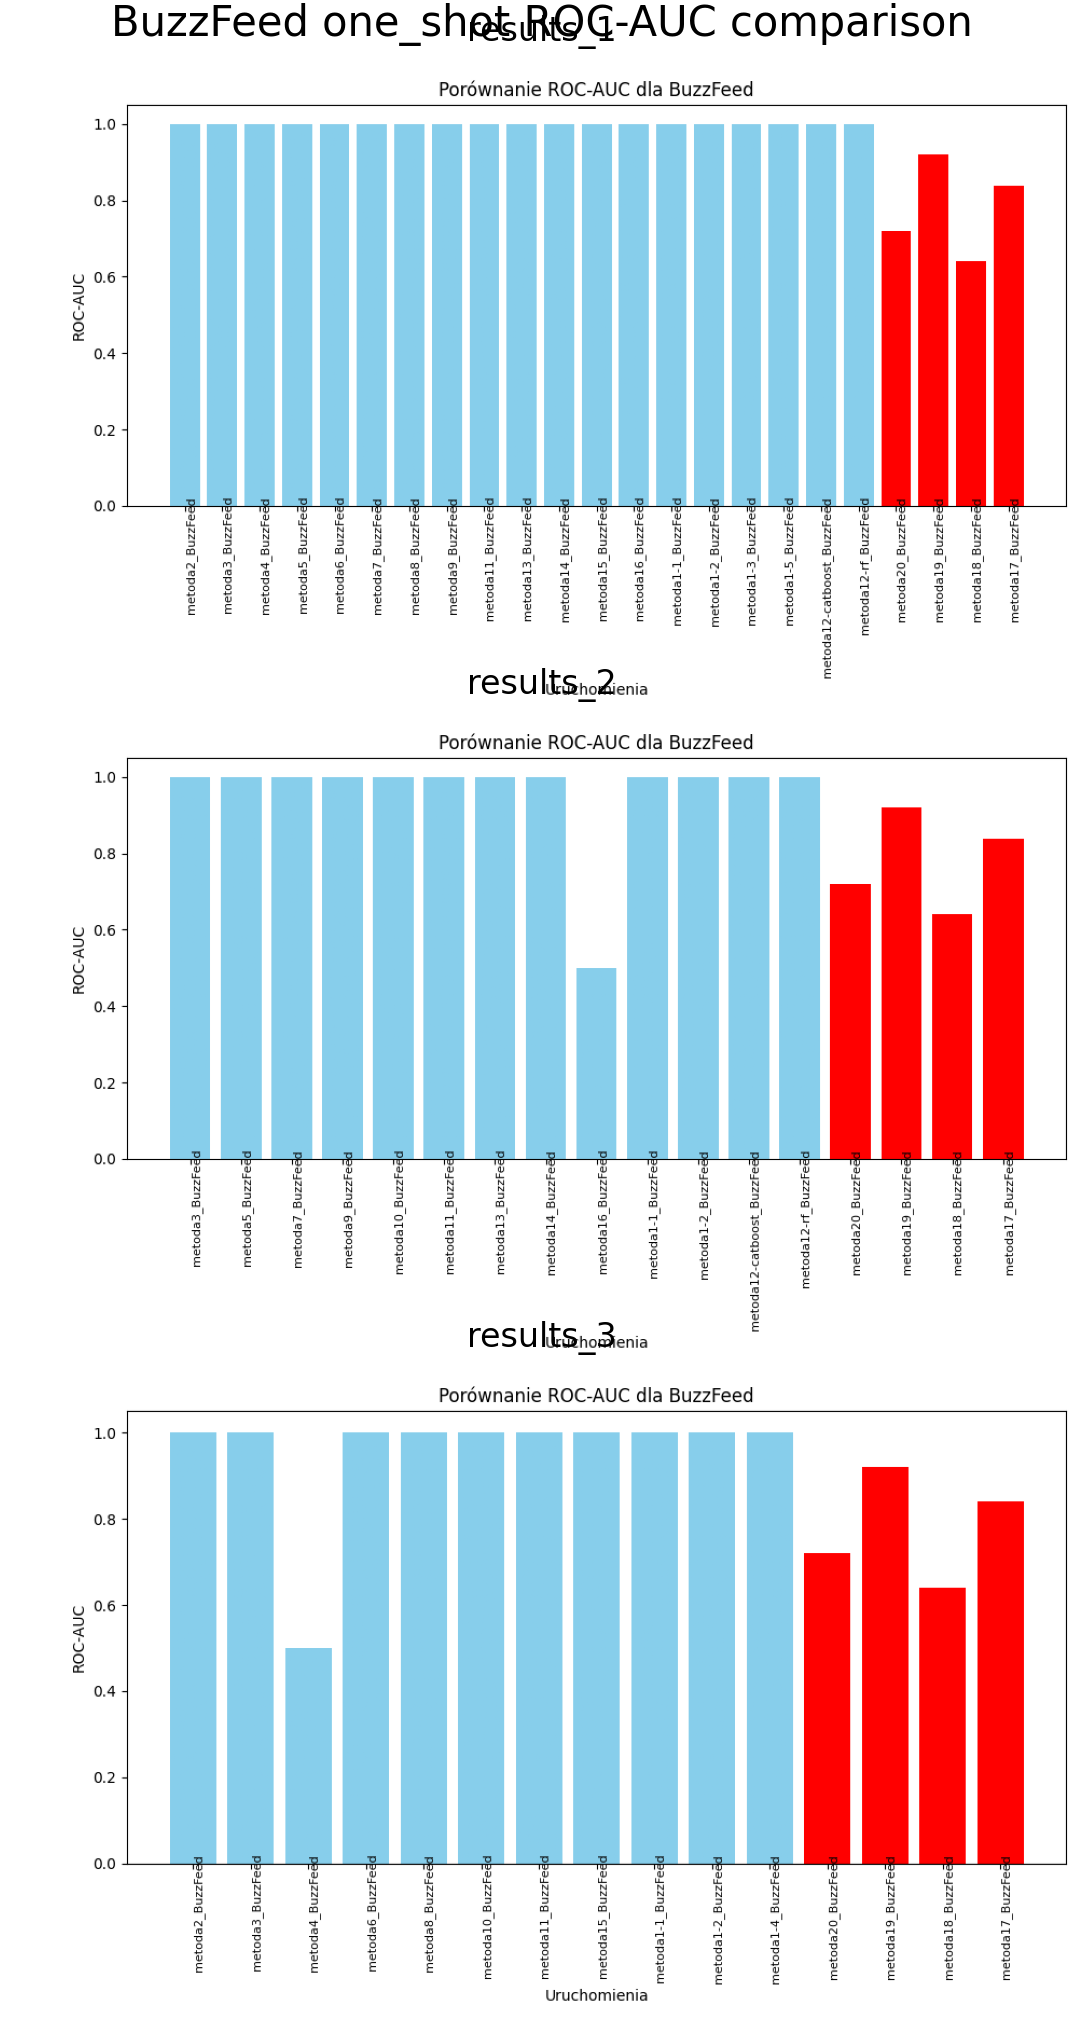 BuzzFeed one_shot ROC-AUC comparison
results_1
Porównanie ROC-AUC dla BuzzFeed
ROC-AUC
1.0
0.8
0.6
0.4
0.2
0.0
metoda2_BuzzFeed
metoda3_BuzzFeed
metoda4_BuzzFeed
metoda5_BuzzFeed
metoda6_BuzzFeed
metoda7_BuzzFeed
metoda8_BuzzFeed
metoda9_BuzzFeed
metoda11_BuzzFeed
metoda13_BuzzFeed
metoda14_BuzzFeed
metoda15_BuzzFeed
metoda16_BuzzFeed
metoda1-1_BuzzFeed
metoda1-2_BuzzFeed
metoda1-3_BuzzFeed
metoda1-5_BuzzFeed
metoda12-catboost_BuzzFeed
metoda12-rf_BuzzFeed
metoda20_BuzzFeed
metoda19_BuzzFeed
metoda18_BuzzFeed
metoda17_BuzzFeed
Uruchomienia
results_2
Porównanie ROC-AUC dla BuzzFeed
ROC-AUC
1.0
0.8
0.6
0.4
0.2
0.0
metoda3_BuzzFeed
metoda5_BuzzFeed
metoda7_BuzzFeed
metoda9_BuzzFeed
metoda10_BuzzFeed
metoda11_BuzzFeed
metoda13_BuzzFeed
metoda14_BuzzFeed
metoda16_BuzzFeed
metoda1-1_BuzzFeed
metoda1-2_BuzzFeed
metoda12-catboost_BuzzFeed
metoda12-rf_BuzzFeed
metoda20_BuzzFeed
metoda19_BuzzFeed
metoda18_BuzzFeed
metoda17_BuzzFeed
Uruchomienia
results_3
Porównanie ROC-AUC dla BuzzFeed
ROC-AUC
1.0
0.8
0.6
0.4
0.2
0.0
metoda2_BuzzFeed
metoda3_BuzzFeed
metoda4_BuzzFeed
metoda6_BuzzFeed
metoda8_BuzzFeed
metoda10_BuzzFeed
metoda11_BuzzFeed
metoda15_BuzzFeed
metoda1-1_BuzzFeed
metoda1-2_BuzzFeed
metoda1-4_BuzzFeed
metoda20_BuzzFeed
metoda19_BuzzFeed
metoda18_BuzzFeed
metoda17_BuzzFeed
Uruchomienia